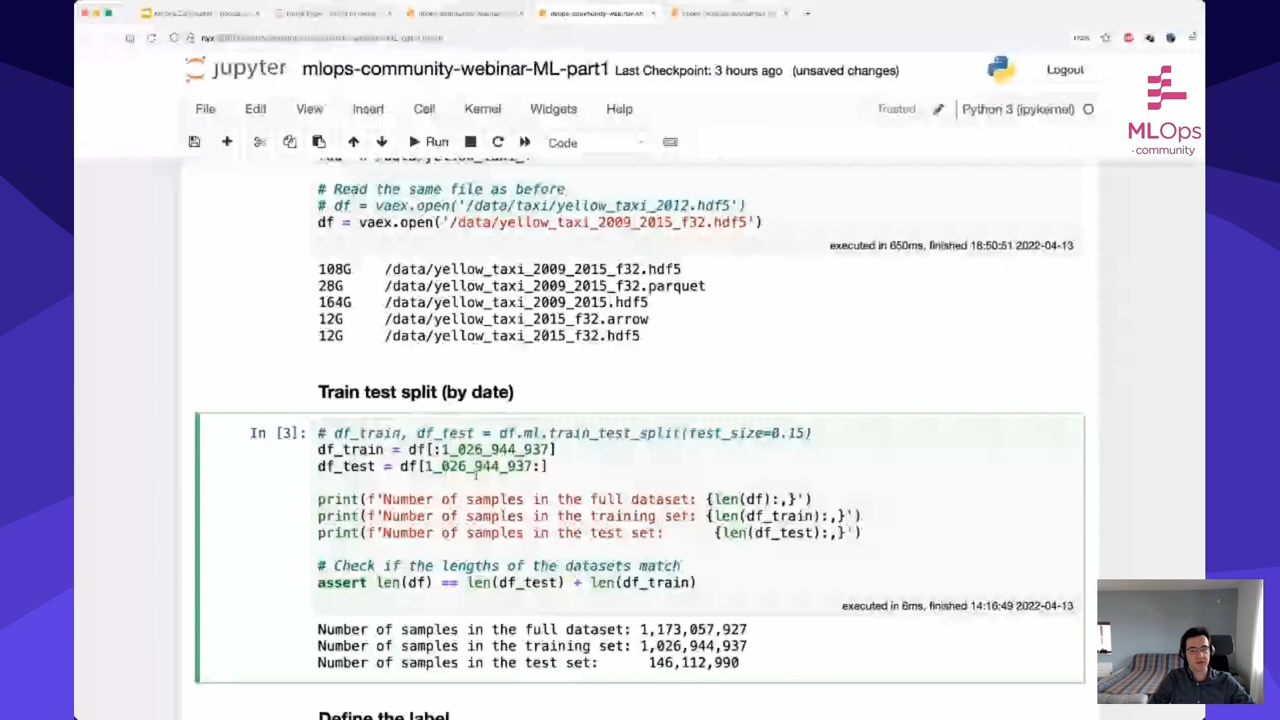 jupyter mlops-community-webinar-ML-part1 Last Checkpoint: 3 hours ago (unsaved changes) Logout
File Edit View Insert Cell Kernel Widgets Help Trusted Python 3 (ipykernel)
Run Code
MLOps
community
# Read the same file as before
# df = vaex.open('/data/taxi/yellow_taxi_2012.hdf5')
df = vaex.open('/data/yellow_taxi_2009_2015_f32.hdf5')
executed in 650ms, finished 18:50:51 2022-04-13
108G /data/yellow_taxi_2009_2015_f32.hdf5
28G /data/yellow_taxi_2009_2015_f32.parquet
164G /data/yellow_taxi_2009_2015.hdf5
12G /data/yellow_taxi_2015_f32.arrow
12G /data/yellow_taxi_2015_f32.hdf5
Train test split (by date)
In [3]: # df_train, df_test = df.ml.train_test_split(test_size=0.15)
df_train = df[:1_026_944_937]
df_test = df[1_026_944_937:]
print(f'Number of samples in the full dataset: {len(df):,}')
print(f'Number of samples in the training set: {len(df_train):,}')
print(f'Number of samples in the test set: {len(df_test):,}')
# Check if the lengths of the datasets match
assert len(df) == len(df_test) + len(df_train)
executed in 6ms, finished 14:16:49 2022-04-13
Number of samples in the full dataset: 1,173,057,927
Number of samples in the training set: 1,026,944,937
Number of samples in the test set: 146,112,990
Define the label